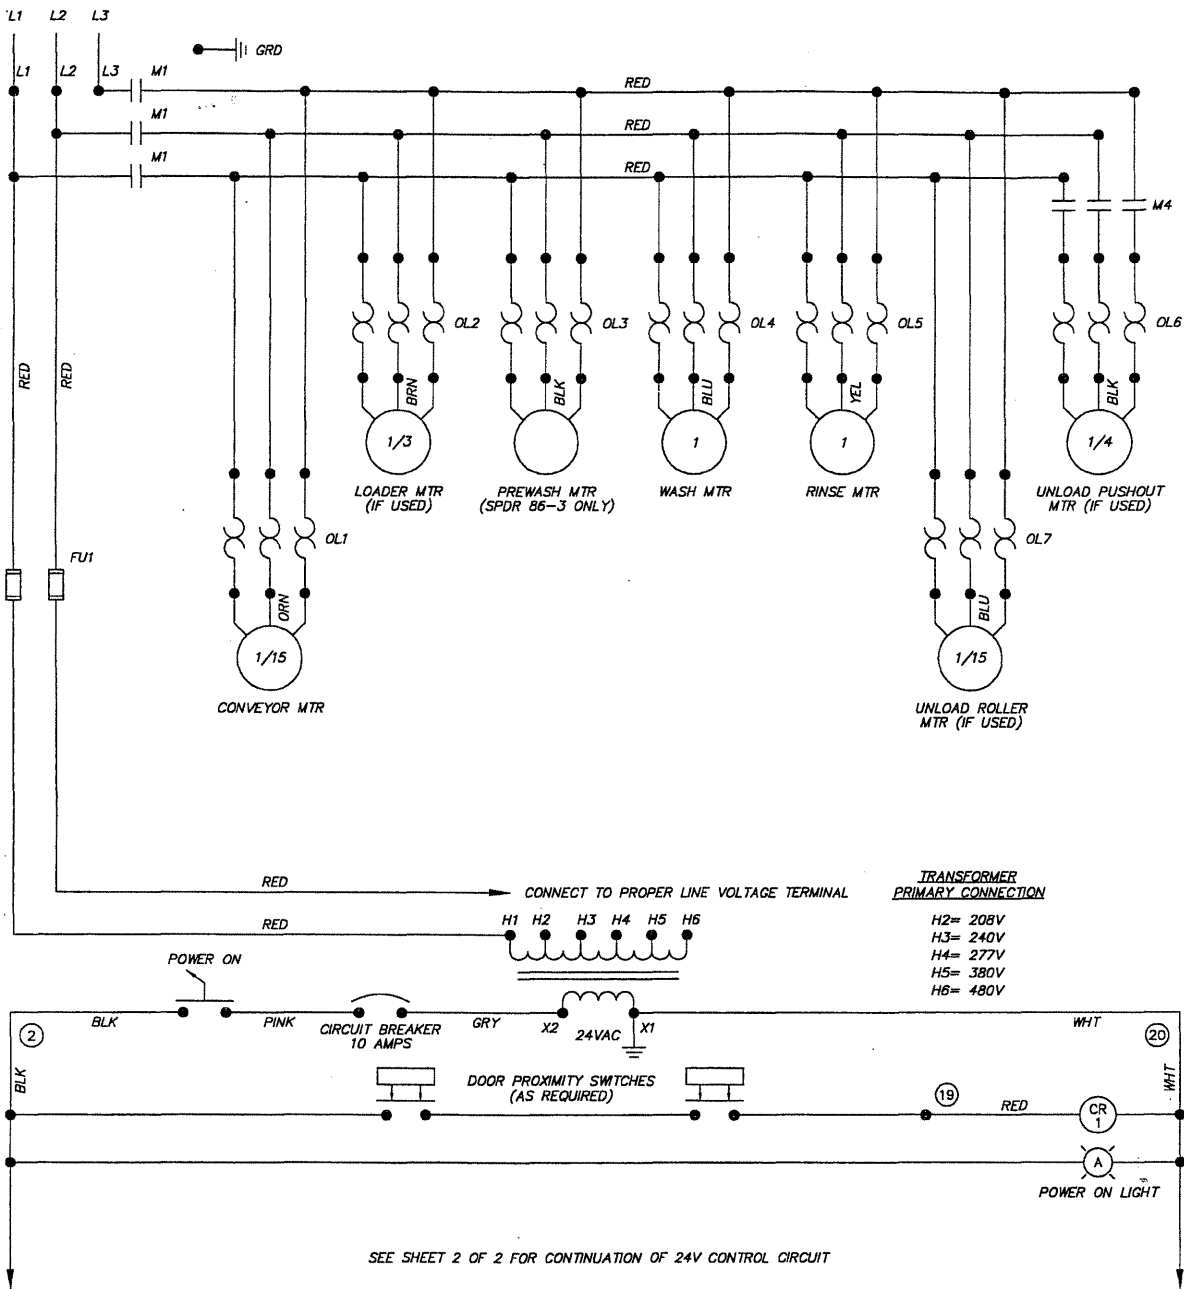 L1 L2 L3
GRD
L1 L2 L3 M1 RED
M1 RED
M1 RED
M4
OL2 OL3 OL4 OL5 OL6
RED RED
BRN BLK BLU YEL BLK
1/3 1 1 1/4
LOADER MTR
(IF USED)
PREWASH MTR
(SPDR 86-3 ONLY)
WASH MTR
RINSE MTR
UNLOAD PUSHOUT
MTR (IF USED)
OL1 OL7
FU1
ORN BLU
1/15 1/15
CONVEYOR MTR
UNLOAD ROLLER
MTR (IF USED)
RED
CONNECT TO PROPER LINE VOLTAGE TERMINAL
TRANSFORMER
PRIMARY CONNECTION
H2= 208V
H3= 240V
H4= 277V
H5= 380V
H6= 480V
RED
H1 H2 H3 H4 H5 H6
POWER ON
2 BLK PINK
CIRCUIT BREAKER
10 AMPS
GRY X2 24VAC X1 WHT 20
BLK WHT
DOOR PROXIMITY SWITCHES
(AS REQUIRED)
19 RED
CR
1
A
POWER ON LIGHT
SEE SHEET 2 OF 2 FOR CONTINUATION OF 24V CONTROL CIRCUIT